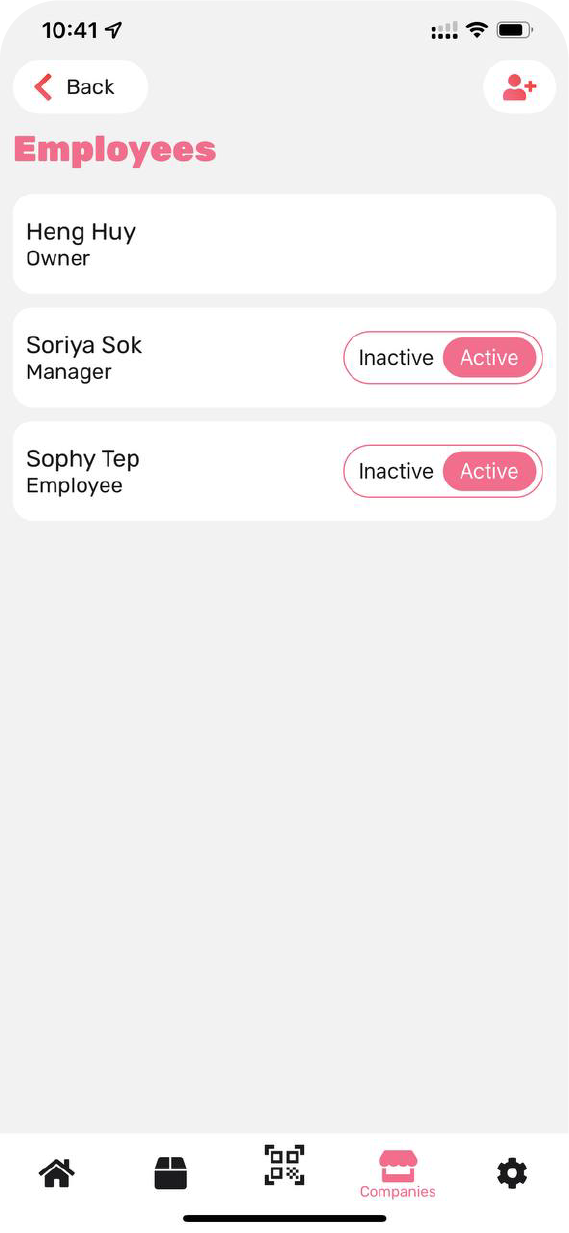 10:41
Back
Employees
Heng Huy
Owner
Soriya Sok
Manager
Inactive Active
Sophy Tep
Employee
Inactive Active
Companies